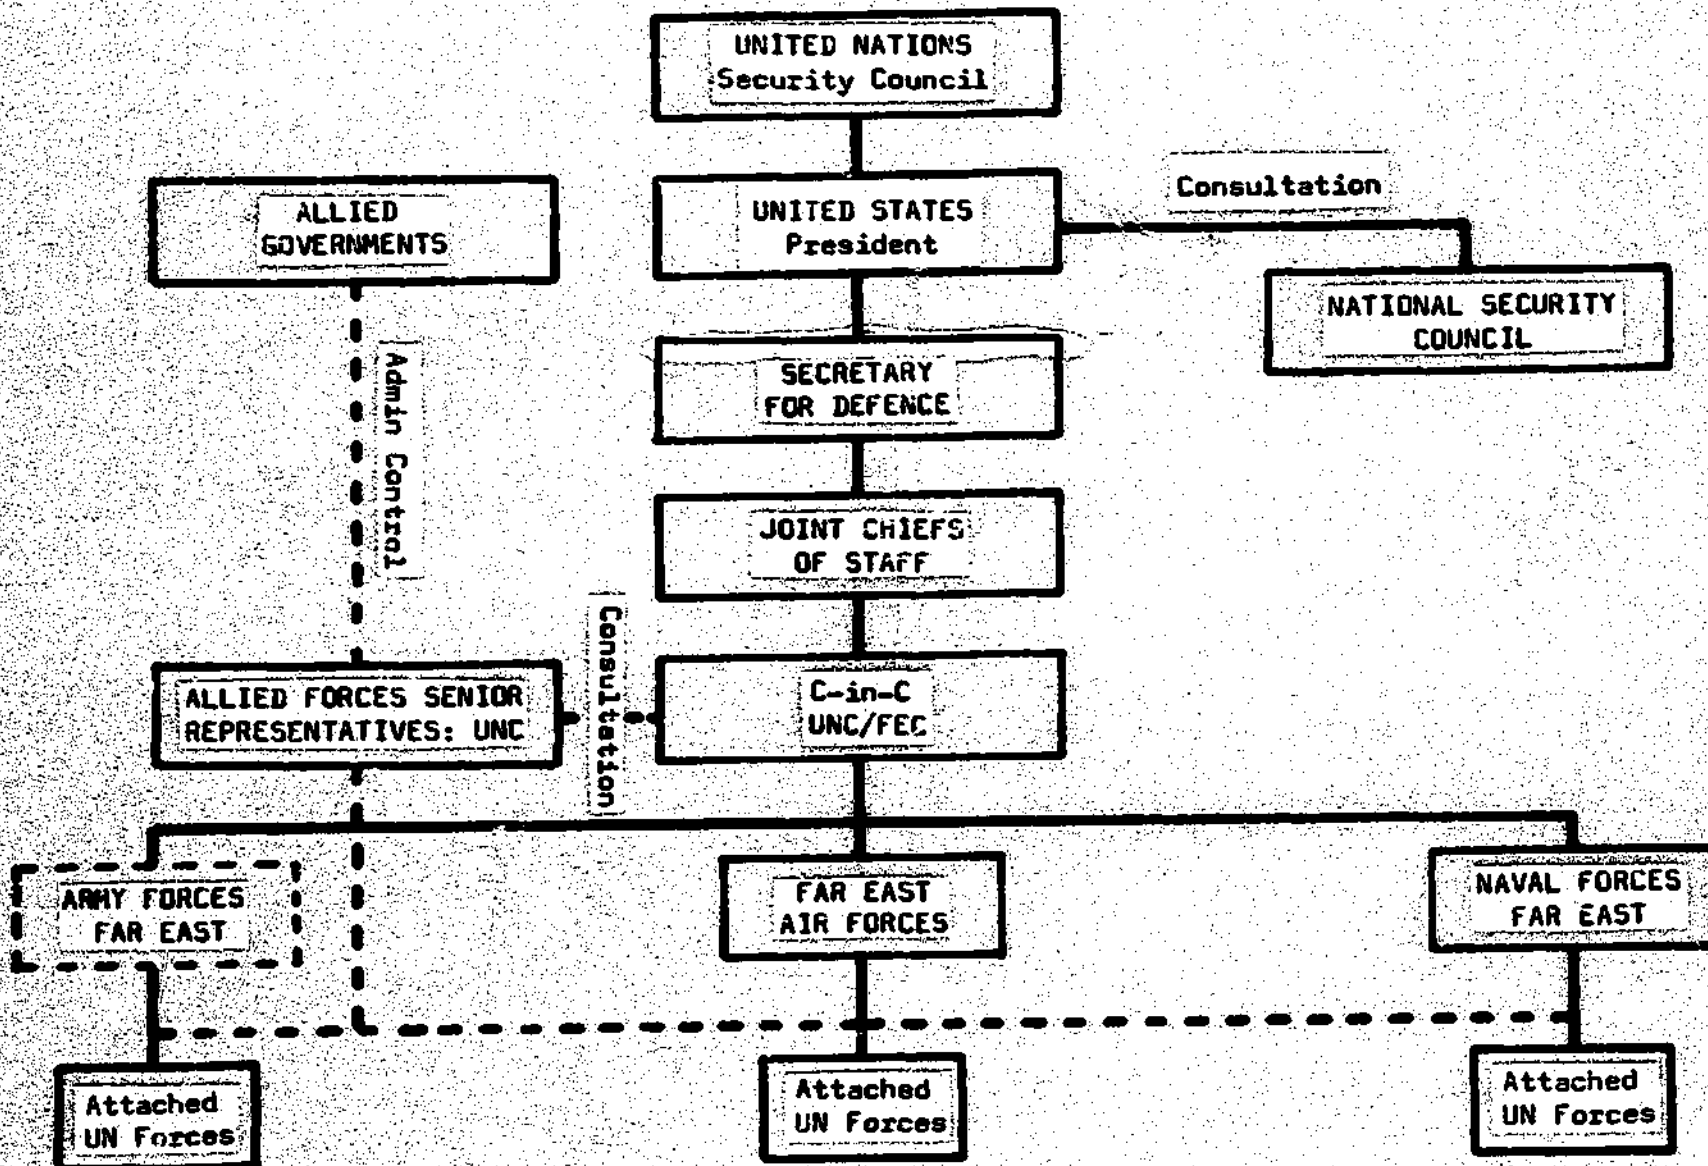 UNITED NATIONS
Security Council
Consultation
ALLIED
GOVERNMENTS
UNITED STATES
President
NATIONAL SECURITY
COUNCIL
Admin Control
SECRETARY
FOR DEFENCE
JOINT CHIEFS
OF STAFF
Consultation
ALLIED FORCES SENIOR
REPRESENTATIVES: UNC
C-in-C
UNC/FEC
ARMY FORCES
FAR EAST
FAR EAST
AIR FORCES
NAVAL FORCES
FAR EAST
Attached
UN Forces
Attached
UN Forces
Attached
UN Forces